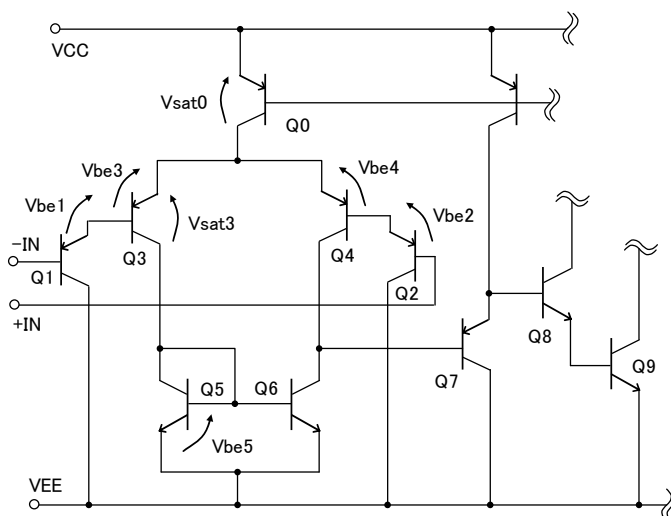 VCC
Vsat0
Q0
Vbe3
Vbe4
Vbe1
Vsat3
Vbe2
-IN
Q1
Q3
Q4
Q2
+IN
Q8
Q7
Q9
Q5
Q6
Vbe5
VEE